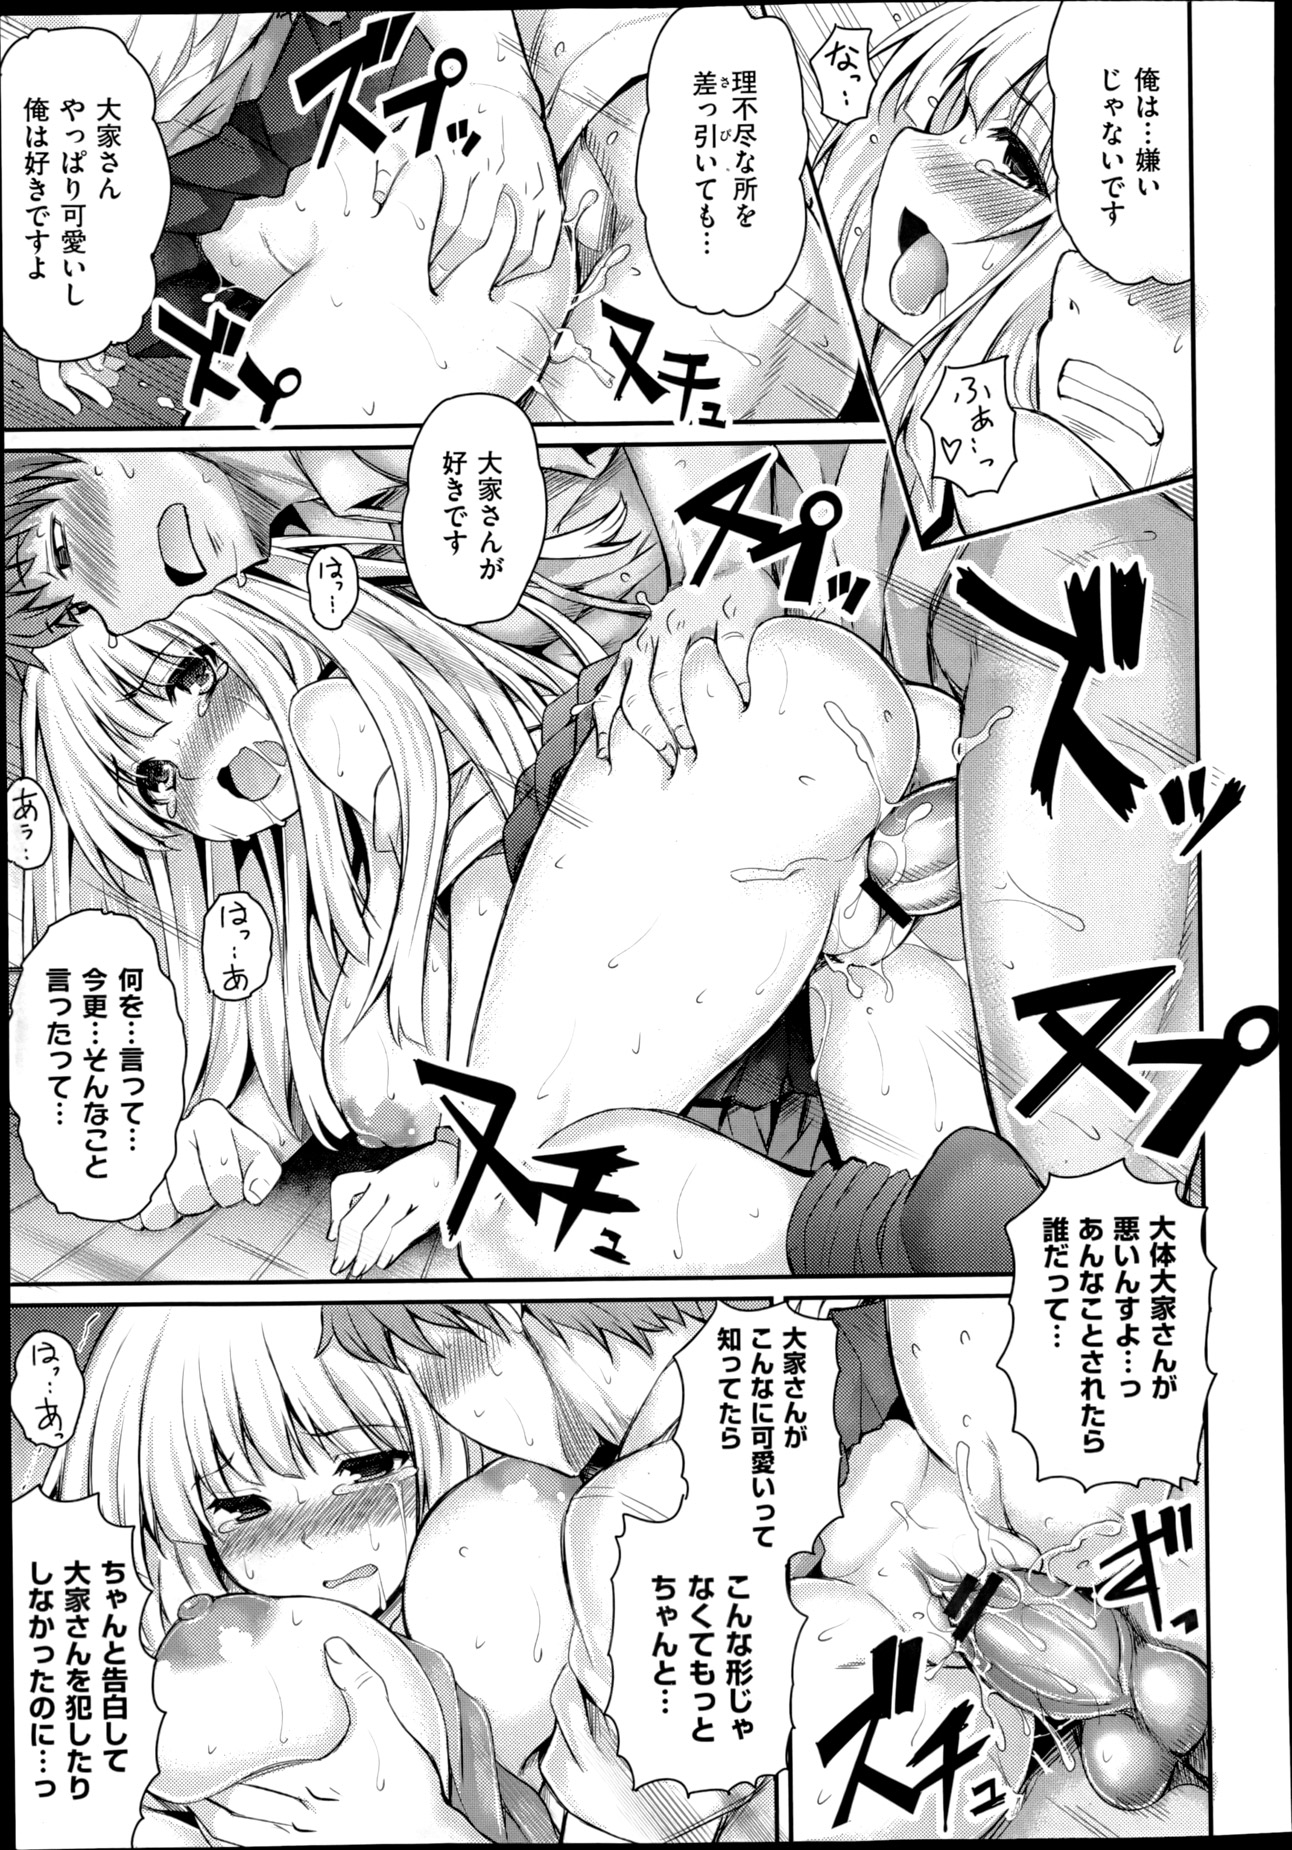 俺は…嫌い
じゃないです
なっ…
ふぁ…っ♡
理不尽な所を
差っ引いても…
さ
び
ズプッ
ヌチュ
ズプ
大家さん
やっぱり可愛いし
俺は好きですよ
大家さんが
好きです
ヌプッ
ズッ
ヌプ
ヌチュ
はっ…
あぅ…
はっ…あ
何を…言って…
今更…そんなこと
言ったって…
大体大家さんが
悪いんすよ…っ
あんなことされたら
誰だって…
ずっ
ズチュ
大家さんが
こんなに可愛いって
知ってたら
こんな形じゃ
なくてもっと
ちゃんと…
はっ…あっ
ちゃんと告白して
大家さんを犯したり
しなかったのに…っ